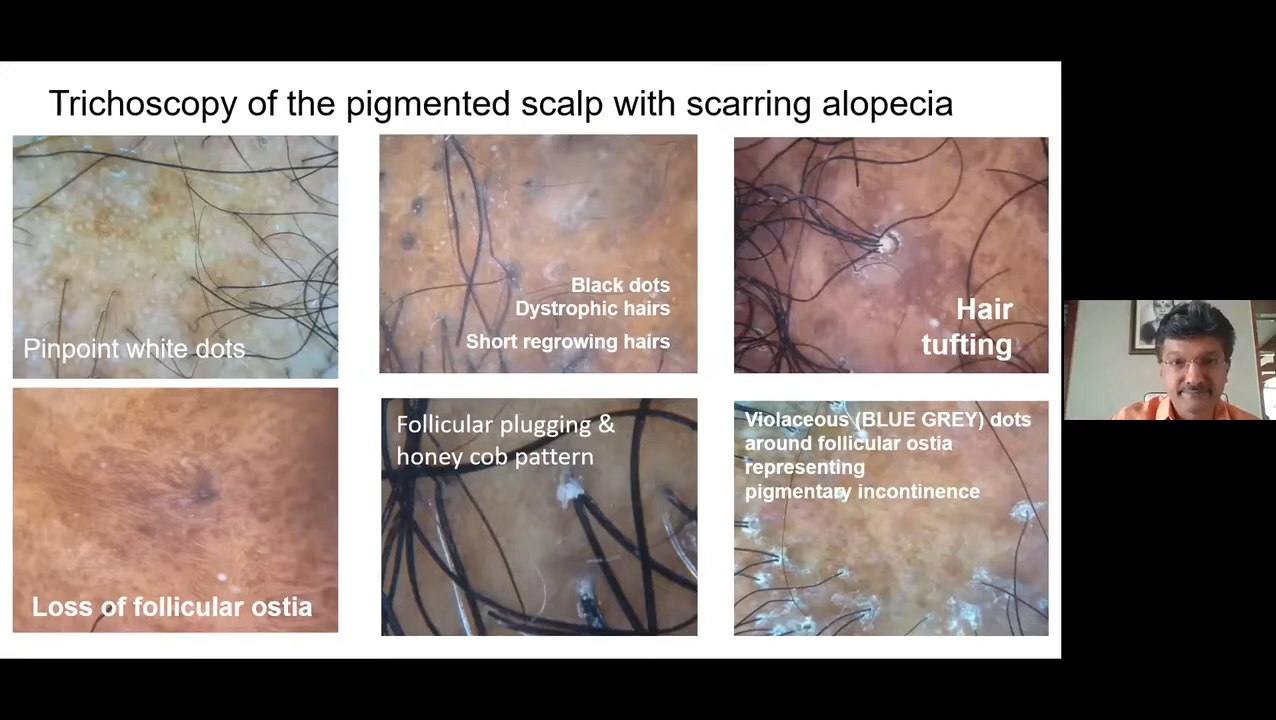 Trichoscopy of the pigmented scalp with scarring alopecia
Pinpoint white dots
Black dots
Dystrophic hairs
Short regrowing hairs
Hair
tufting
Loss of follicular ostia
Follicular plugging &
honey cob pattern
Violaceous (BLUE GREY) dots
around follicular ostia
representing
pigmentary incontinence